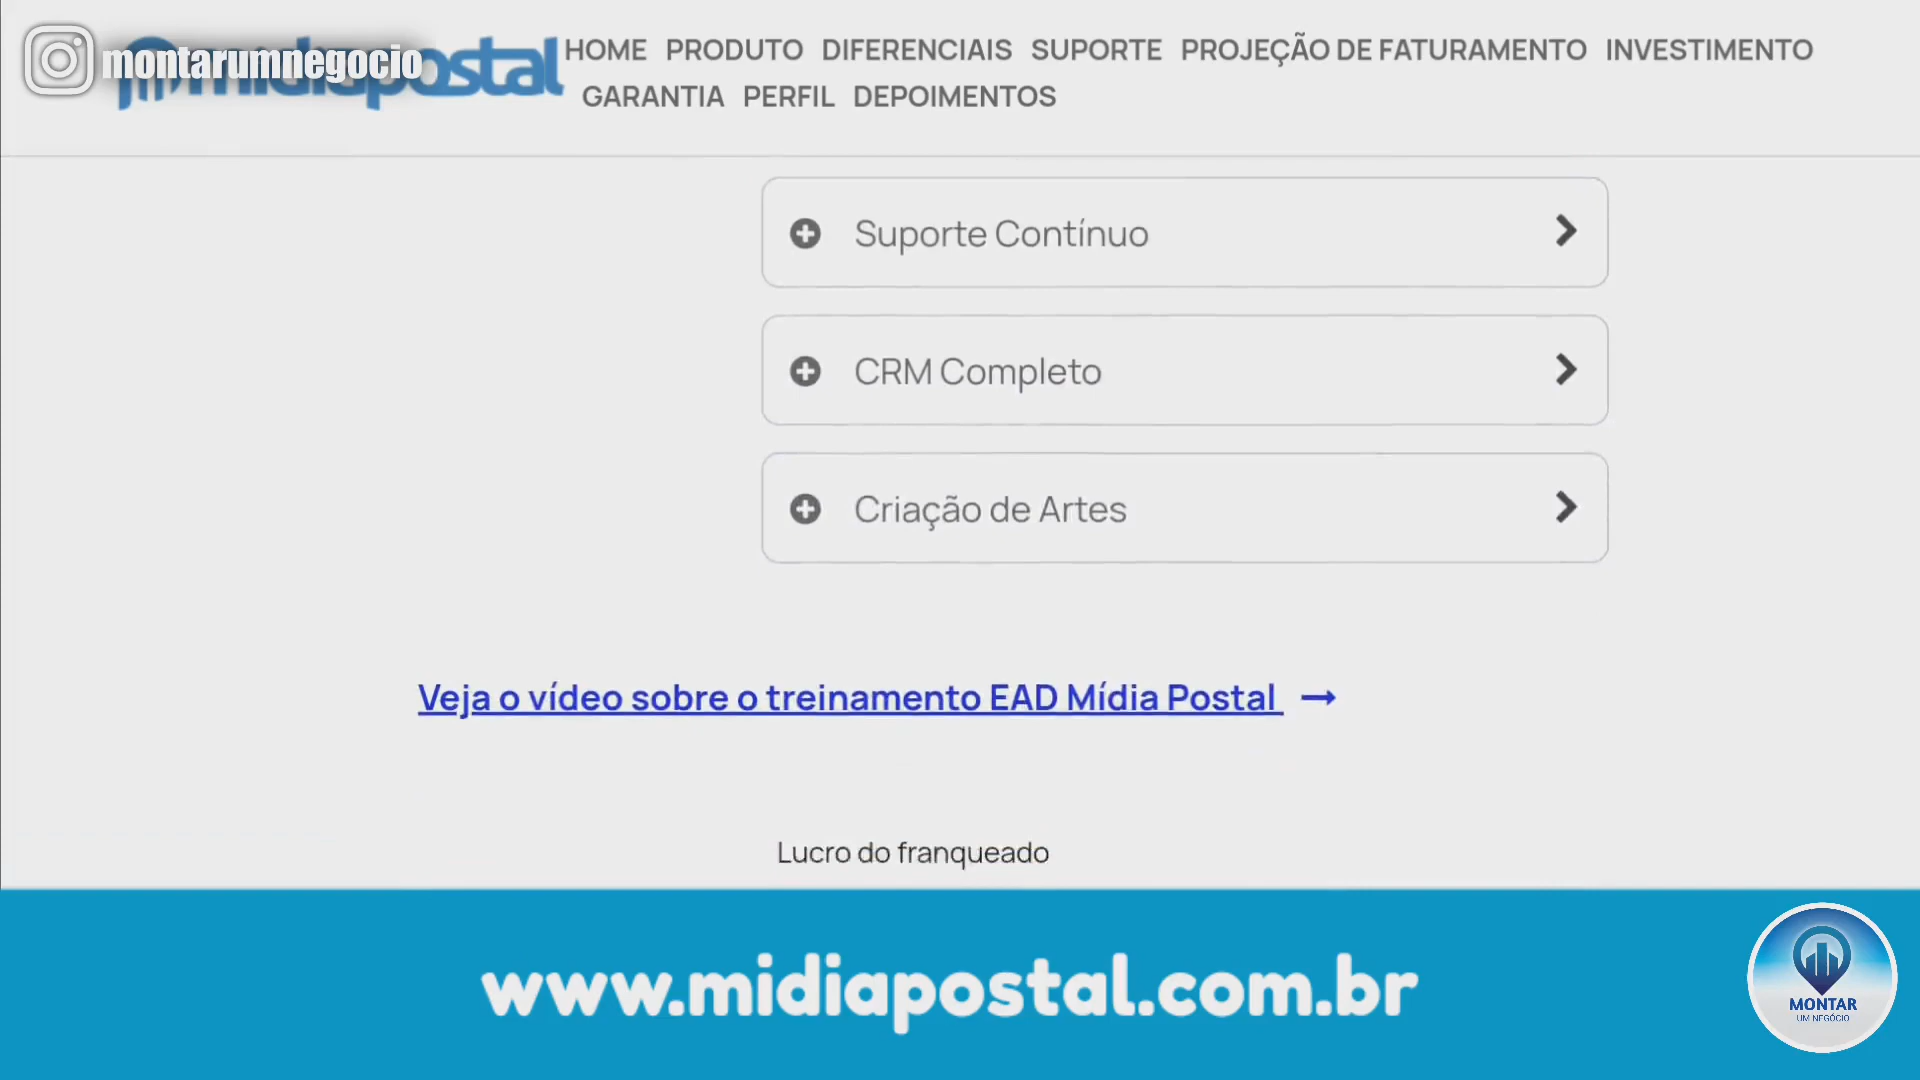 montarumnegocio
midiapostal
HOME PRODUTO DIFERENCIAIS SUPORTE PROJEÇÃO DE FATURAMENTO INVESTIMENTO
GARANTIA PERFIL DEPOIMENTOS
Suporte Contínuo
CRM Completo
Criação de Artes
Veja o vídeo sobre o treinamento EAD Mídia Postal →
Lucro do franqueado
www.midiapostal.com.br
MONTAR
UM NEGÓCIO